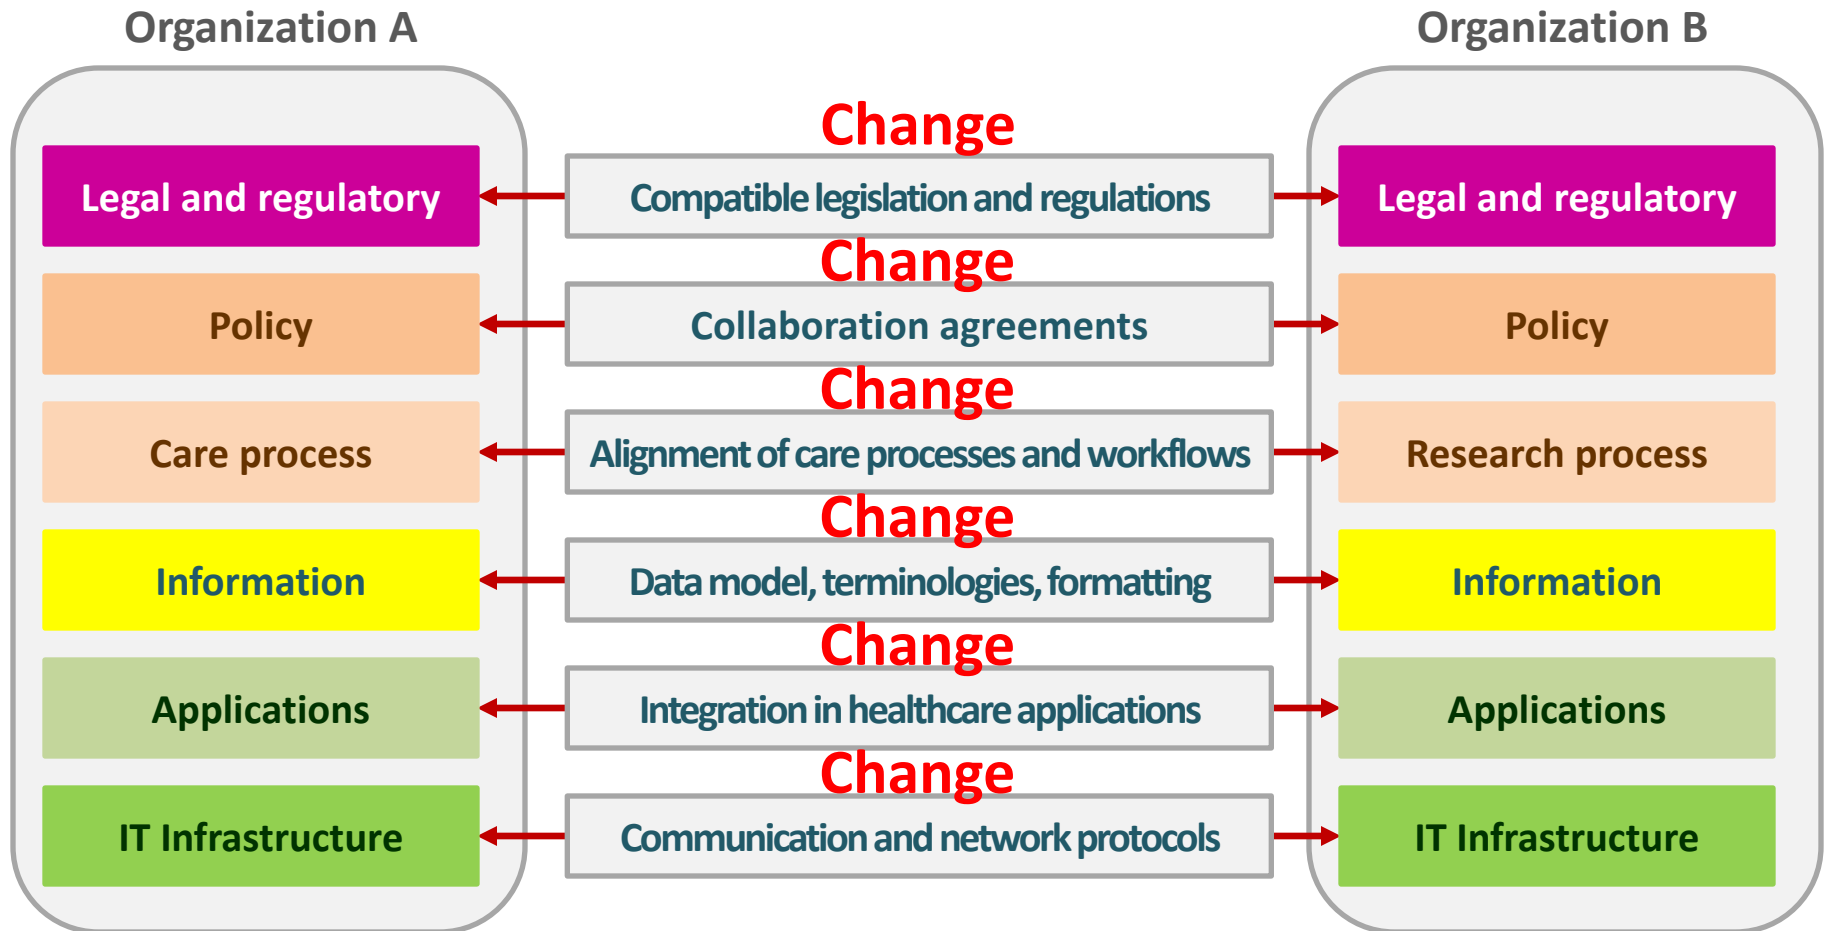 Organization A
Organization B
Change
Legal and regulatory
Compatible legislation and regulations
Legal and regulatory
Change
Policy
Collaboration agreements
Policy
Change
Care process
Alignment of care processes and workflows
Research process
Change
Information
Data model, terminologies, formatting
Information
Change
Applications
Integration in healthcare applications
Applications
Change
IT Infrastructure
Communication and network protocols
IT Infrastructure